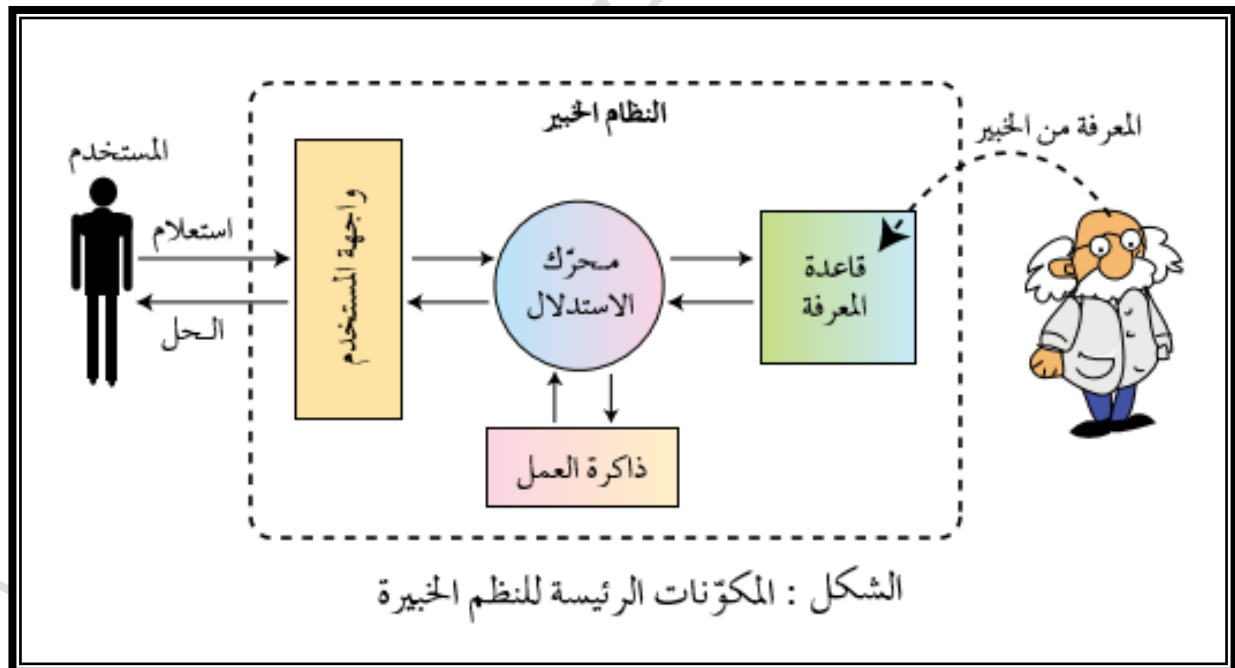 النظام الخبير
المعرفة من الخبير
المستخدم
استعلام
الـحل
واجهة المستخدم
محرّك
الاستدلال
قاعدة
المعرفة
ذاكرة العمل
الشكل : المكوّنات الرئيسة للنظم الخبيرة